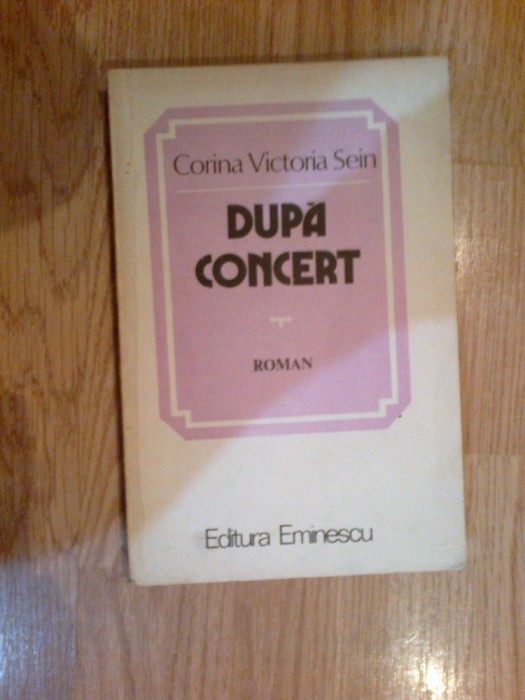 Corina Victoria Sein
DUPĂ
CONCERT
ROMAN
Editura Eminescu